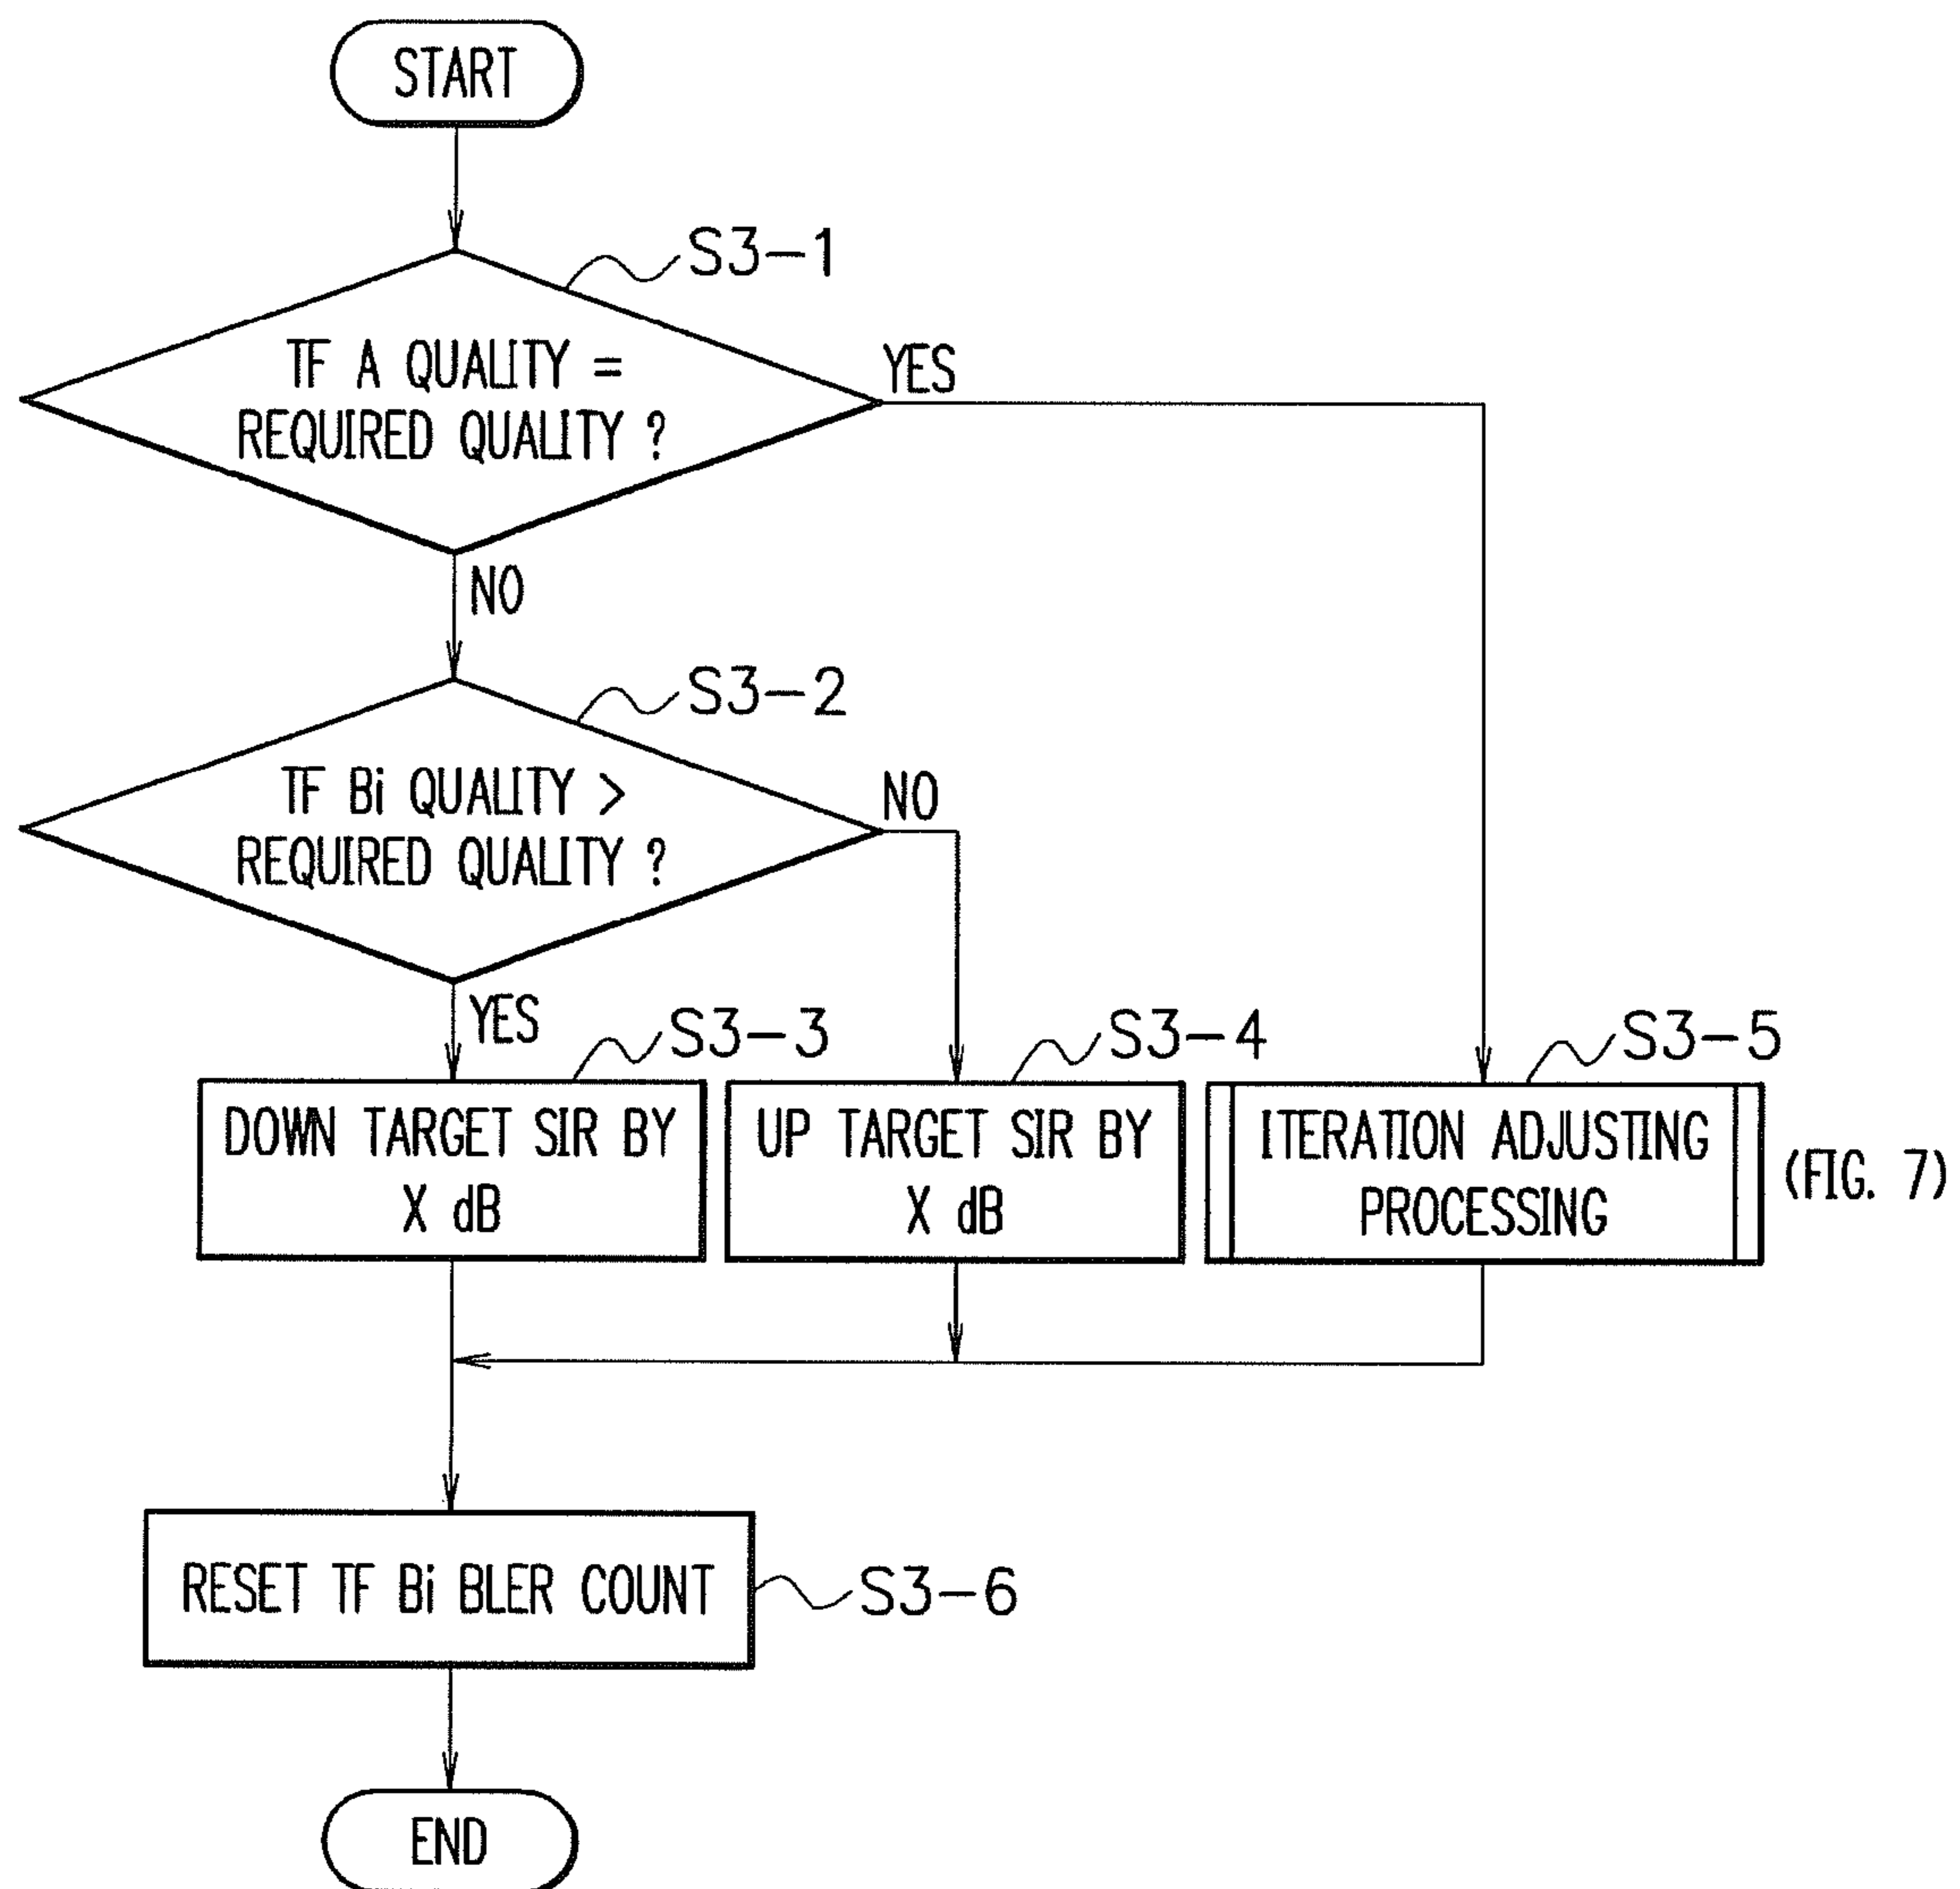 START
S3-1
TF A QUALITY =
REQUIRED QUALITY ?
YES
NO
S3-2
TF Bi QUALITY >
REQUIRED QUALITY ?
NO
YES
S3-3
S3-4
S3-5
DOWN TARGET SIR BY
X dB
UP TARGET SIR BY
X dB
ITERATION ADJUSTING
PROCESSING
(FIG. 7)
RESET TF Bi BLER COUNT
S3-6
END